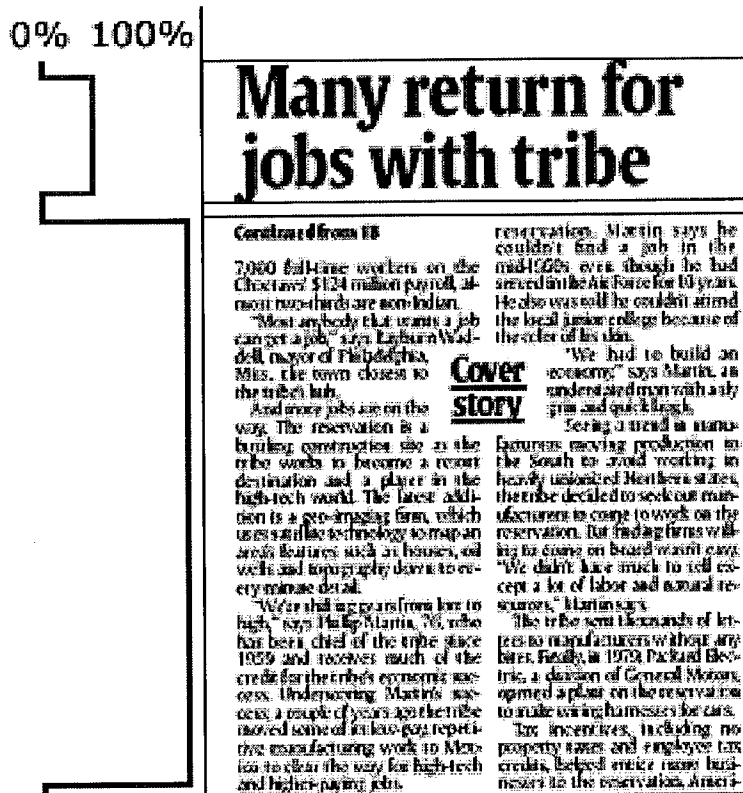 0% 100%
Many return for
jobs with tribe
Continued from 1B
7,000 full-time workers on the
Choctaws' $124 million payroll, al-
most two-thirds are non-Indian.
"Most anybody that wants a job
can get a job," says Rayburn Wad-
dell, mayor of Philadelphia,
Miss., the town closest to
the tribe's hub.
And more jobs are on the
way. The reservation is a
building construction site as the
tribe works to become a resort
destination and a player in the
high-tech world. The latest addi-
tion is a geo-imaging firm, which
uses satellite technology to map an
area's features such as houses, oil
wells and topography down to ev-
ery minute detail.
"We're shifting gears from low to
high," says Phillip Martin, 76, who
has been chief of the tribe since
1959 and receives much of the
credit for the tribe's economic suc-
cess. Underscoring Martin's suc-
cess, a couple of years ago the tribe
moved some of its low-pay, repeti-
tive manufacturing work to Mex-
ico to clear the way for high-tech
and higher-paying jobs.
Cover
story
reservation. Martin says he
couldn't find a job in the
mid-1950s even though he had
served in the Air Force for 10 years.
He also was told he couldn't attend
the local junior college because of
the color of his skin.
"We had to build an
economy," says Martin, an
understated man with a sly
grin and quick laugh.
Seeing a trend in manu-
facturers moving production to
the South to avoid working in
heavily unionized Northern states,
the tribe decided to seek out man-
ufacturers to come to work on the
reservation. But finding firms will-
ing to come on board wasn't easy.
"We didn't have much to sell ex-
cept a lot of labor and natural re-
sources," Martin says.
The tribe sent thousands of let-
ters to manufacturers without any
bites. Finally, in 1979, Packard Elec-
tric, a division of General Motors,
opened a plant on the reservation
to make wiring harnesses for cars.
Tax incentives, including no
property taxes and employee tax
credits, helped entice more busi-
nesses to the reservation. Ameri-